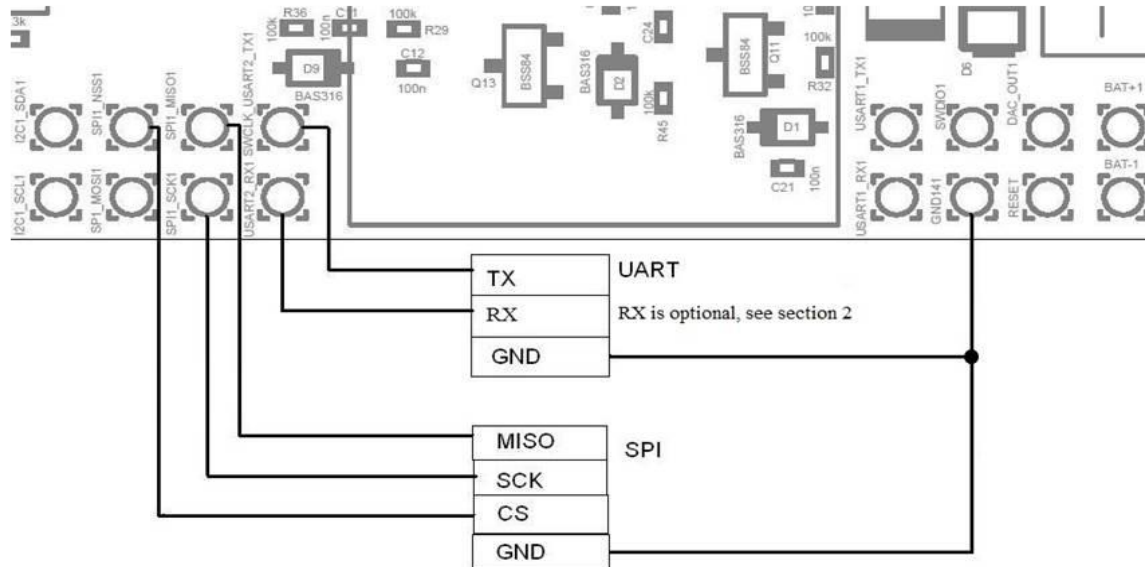 3k
R36
100k
C11
100n
100k
R29
C12
100n
D9
BAS316
Q13
BSS84
BAS316
D2
C24
100k
R45
BSS84
Q11
100k
R32
BAS316
D1
C21
100n
D6
I2C1_SDA1
SPI1_NSS1
SPI1_MISO1
SWCLK_USART2_TX1
USART1_TX1
SWDIO1
DAC_OUT1
BAT+1
I2C1_SCL1
SP1_MOSI1
SPI1_SCK1
USART2_RX1
USART1_RX1
GND141
RESET
BAT-1
TX
UART
RX
RX is optional, see section 2
GND
MISO
SPI
SCK
CS
GND